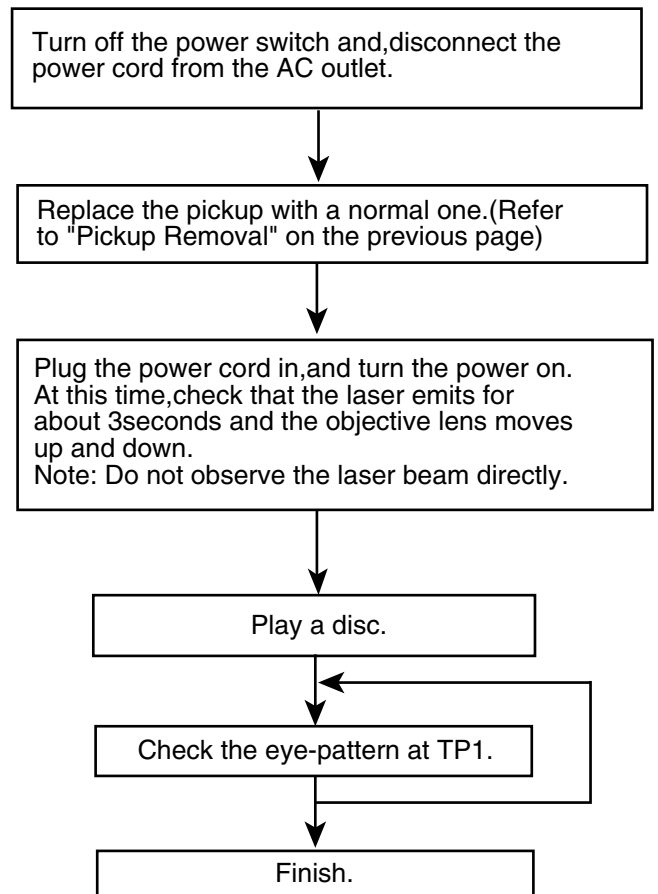 Turn off the power switch and,disconnect the
power cord from the AC outlet.
Replace the pickup with a normal one.(Refer
to "Pickup Removal" on the previous page)
Plug the power cord in,and turn the power on.
At this time,check that the laser emits for
about 3seconds and the objective lens moves
up and down.
Note: Do not observe the laser beam directly.
Play a disc.
Check the eye-pattern at TP1.
Finish.